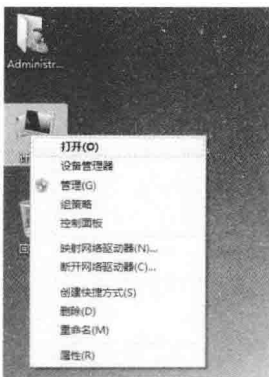 Administr...
打开(O)
设备管理器
管理(G)
组策略
控制面板
映射网络驱动器(N)...
断开网络驱动器(C)...
创建快捷方式(S)
删除(D)
重命名(M)
属性(R)